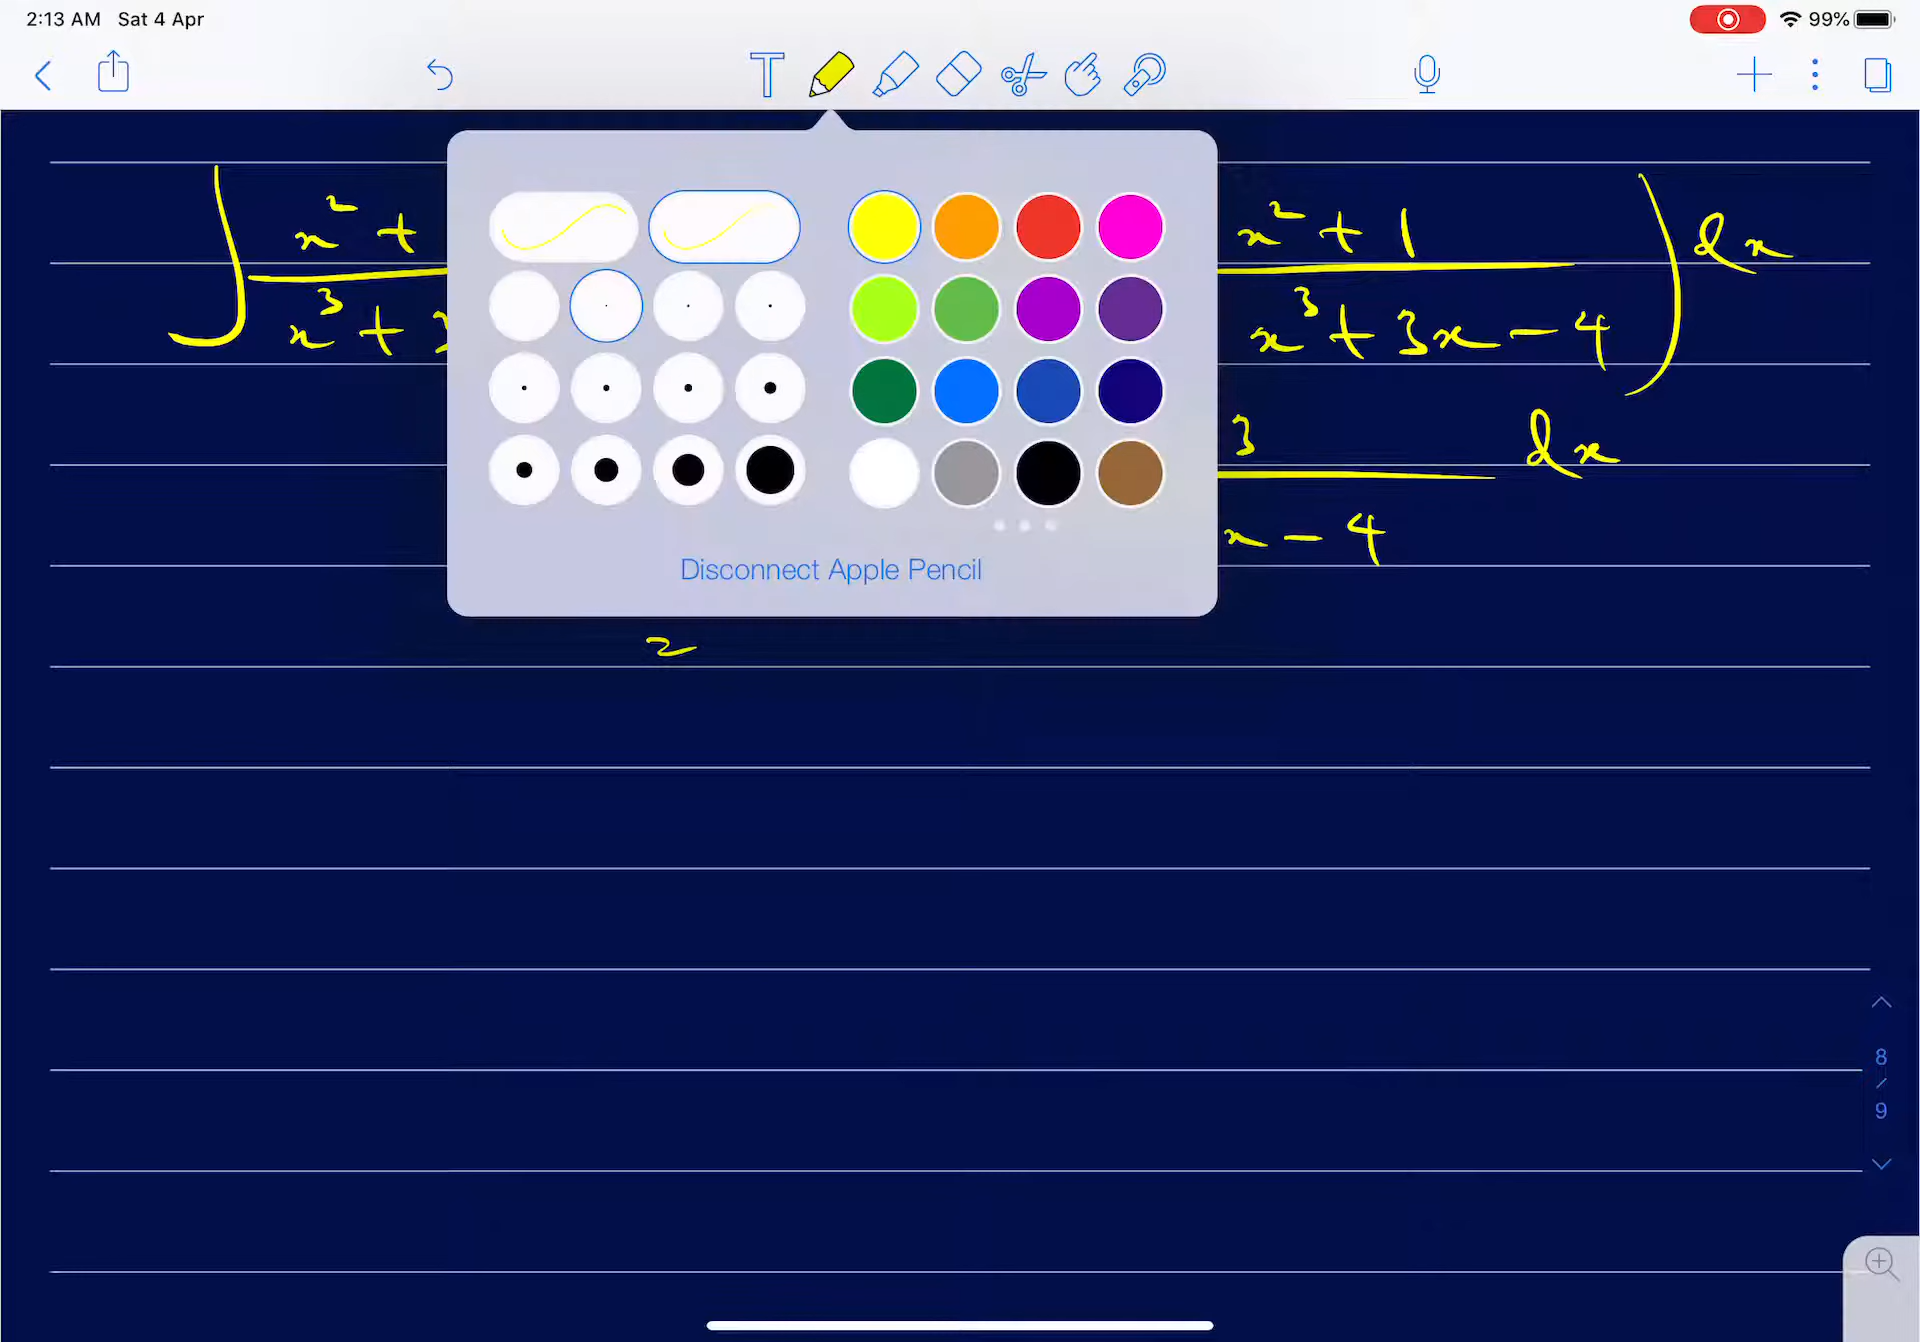 2:13 AM Sat 4 Apr 99%
T
x² +
x³ +
x² + 1
x³ + 3x - 4
dx
3
x - 4
dx
2
Disconnect Apple Pencil
8
/
9